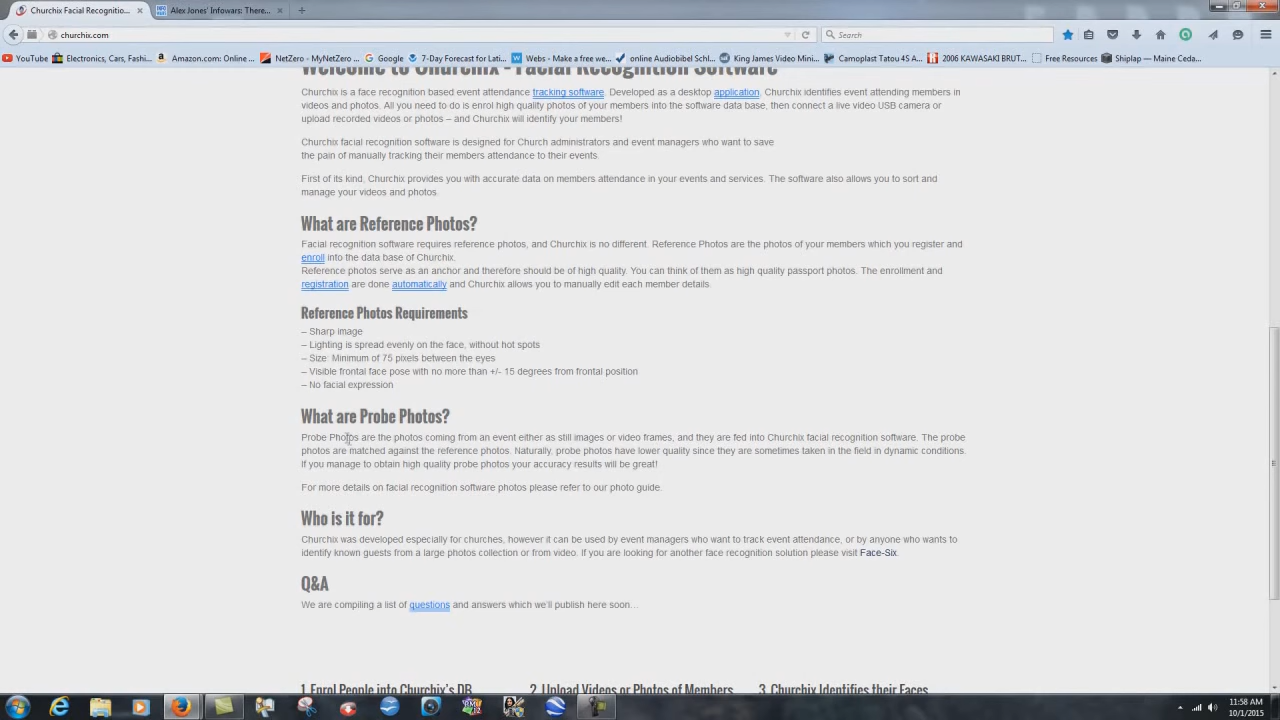 Churchix Facial Recognitio...
Alex Jones' Infowars: There...
churchix.com
Search
YouTube
Electronics, Cars, Fashi...
Amazon.com: Online ...
NetZero - MyNetZero ...
Google
7-Day Forecast for Lati...
Webs - Make a free we...
online Audiobibel Schl...
King James Video Mini...
Camoplast Tatou 4S A...
2006 KAWASAKI BRUT...
Free Resources
Shiplap — Maine Ceda...
Welcome to Churchix - Facial Recognition Software
Churchix is a face recognition based event attendance tracking software. Developed as a desktop application, Churchix identifies event attending members in
videos and photos. All you need to do is enrol high quality photos of your members into the software data base, then connect a live video USB camera or
upload recorded videos or photos – and Churchix will identify your members!
Churchix facial recognition software is designed for Church administrators and event managers who want to save
the pain of manually tracking their members attendance to their events.
First of its kind, Churchix provides you with accurate data on members attendance in your events and services. The software also allows you to sort and
manage your videos and photos.
What are Reference Photos?
Facial recognition software requires reference photos, and Churchix is no different. Reference Photos are the photos of your members which you register and
enroll into the data base of Churchix.
Reference photos serve as an anchor and therefore should be of high quality. You can think of them as high quality passport photos. The enrollment and
registration are done automatically and Churchix allows you to manually edit each member details.
Reference Photos Requirements
– Sharp image
– Lighting is spread evenly on the face, without hot spots
– Size: Minimum of 75 pixels between the eyes
– Visible frontal face pose with no more than +/- 15 degrees from frontal position
– No facial expression
What are Probe Photos?
Probe Photos are the photos coming from an event either as still images or video frames, and they are fed into Churchix facial recognition software. The probe
photos are matched against the reference photos. Naturally, probe photos have lower quality since they are sometimes taken in the field in dynamic conditions.
If you manage to obtain high quality probe photos your accuracy results will be great!
For more details on facial recognition software photos please refer to our photo guide.
Who is it for?
Churchix was developed especially for churches, however it can be used by event managers who want to track event attendance, or by anyone who wants to
identify known guests from a large photos collection or from video. If you are looking for another face recognition solution please visit Face-Six.
Q&A
We are compiling a list of questions and answers which we'll publish here soon…
1. Enrol People into Churchix's DB
2. Upload Videos or Photos of Members
3. Churchix Identifies their Faces
11:58 AM
10/1/2015